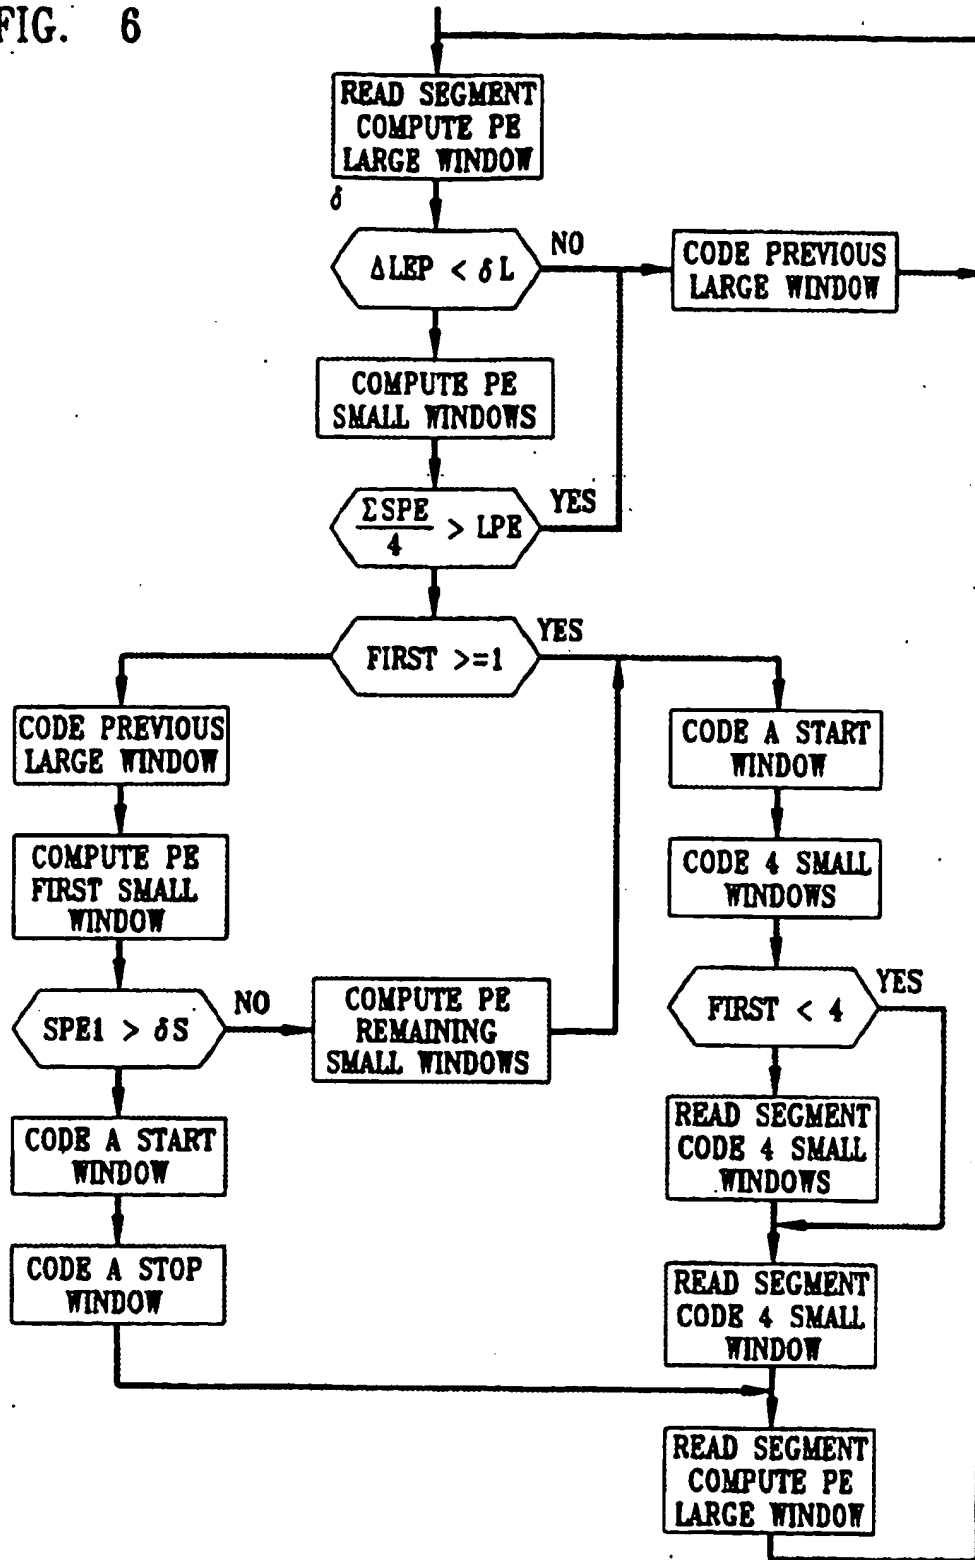 FIG. 6
READ SEGMENT
COMPUTE PE
LARGE WINDOW
δ
ΔLEP < δL
NO
CODE PREVIOUS
LARGE WINDOW
COMPUTE PE
SMALL WINDOWS
ΣSPE
4
> LPE
YES
FIRST >=1
YES
CODE PREVIOUS
LARGE WINDOW
COMPUTE PE
FIRST SMALL
WINDOW
SPE1 > δS
NO
COMPUTE PE
REMAINING
SMALL WINDOWS
CODE A START
WINDOW
CODE A STOP
WINDOW
CODE A START
WINDOW
CODE 4 SMALL
WINDOWS
FIRST < 4
YES
READ SEGMENT
CODE 4 SMALL
WINDOWS
READ SEGMENT
CODE 4 SMALL
WINDOW
READ SEGMENT
COMPUTE PE
LARGE WINDOW